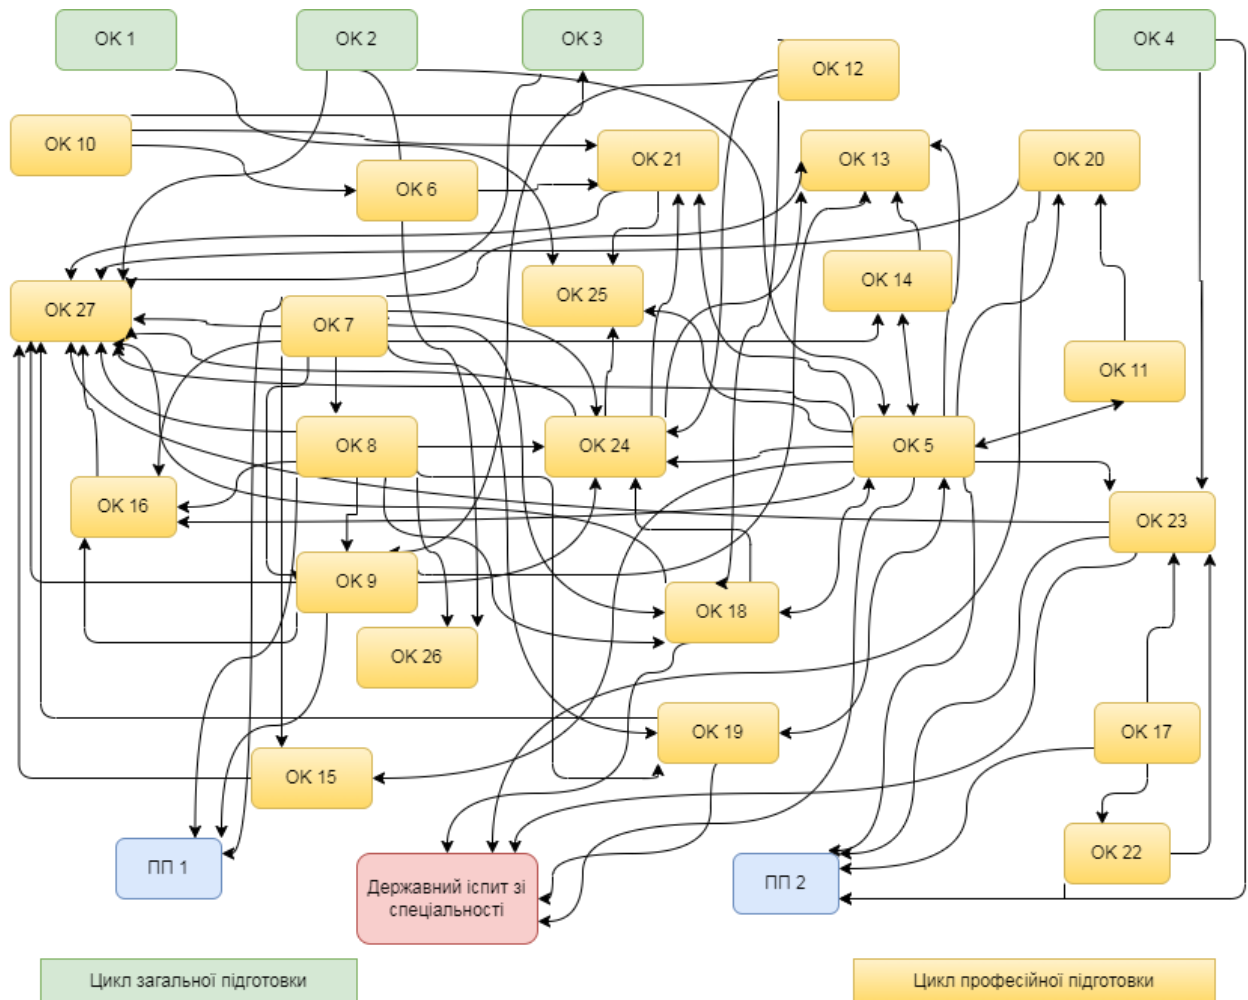 ОК 1
ОК 2
ОК 3
ОК 4
ОК 12
ОК 10
ОК 21
ОК 13
ОК 20
ОК 6
ОК 27
ОК 7
ОК 25
ОК 14
ОК 11
ОК 8
ОК 24
ОК 5
ОК 16
ОК 23
ОК 9
ОК 18
ОК 26
ОК 19
ОК 17
ОК 15
ОК 22
ПП 1
Державний іспит зі
спеціальності
ПП 2
Цикл загальної підготовки
Цикл професійної підготовки